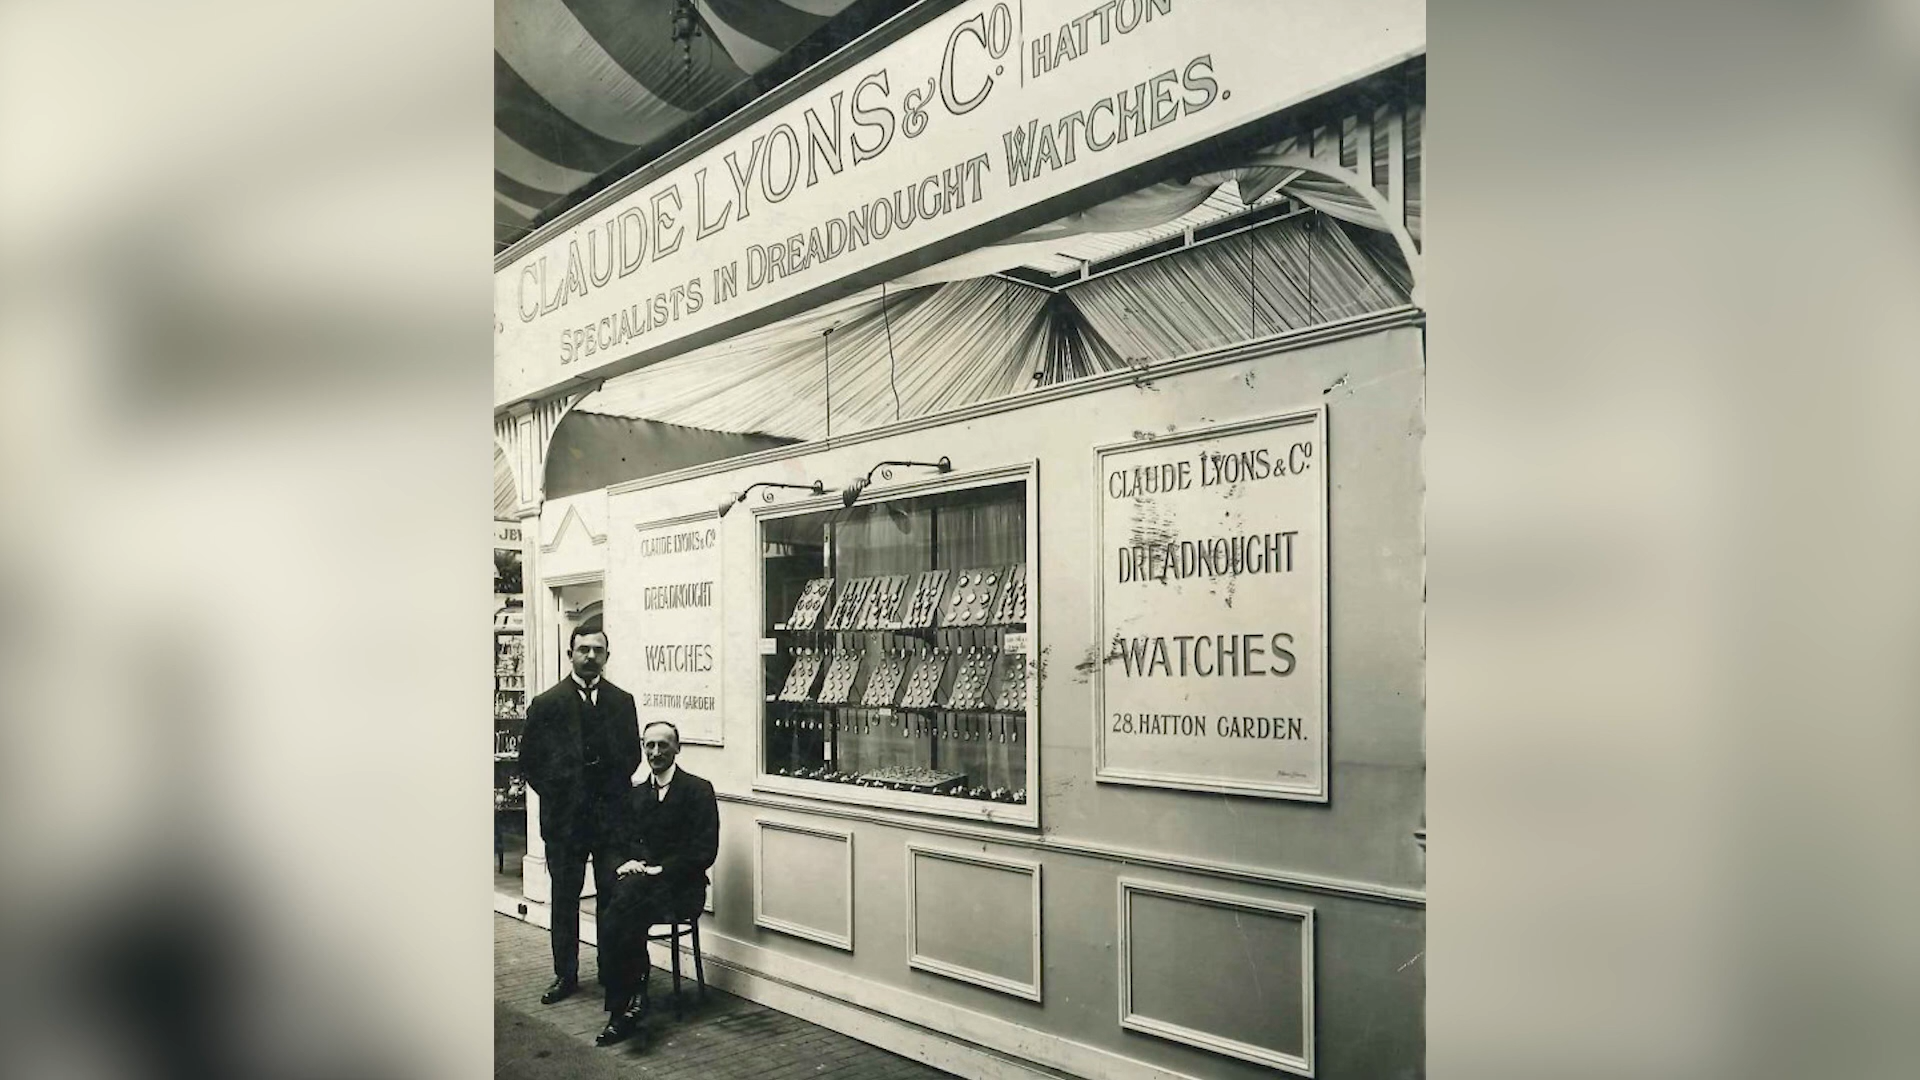 CLAUDE LYONS & Co. HATTON
SPECIALISTS IN DREADNOUGHT WATCHES.
CLAUDE LYONS & Co.
DREADNOUGHT
WATCHES
28, HATTON GARDEN
CLAUDE LYONS & Co.
DREADNOUGHT
WATCHES
28, HATTON GARDEN.